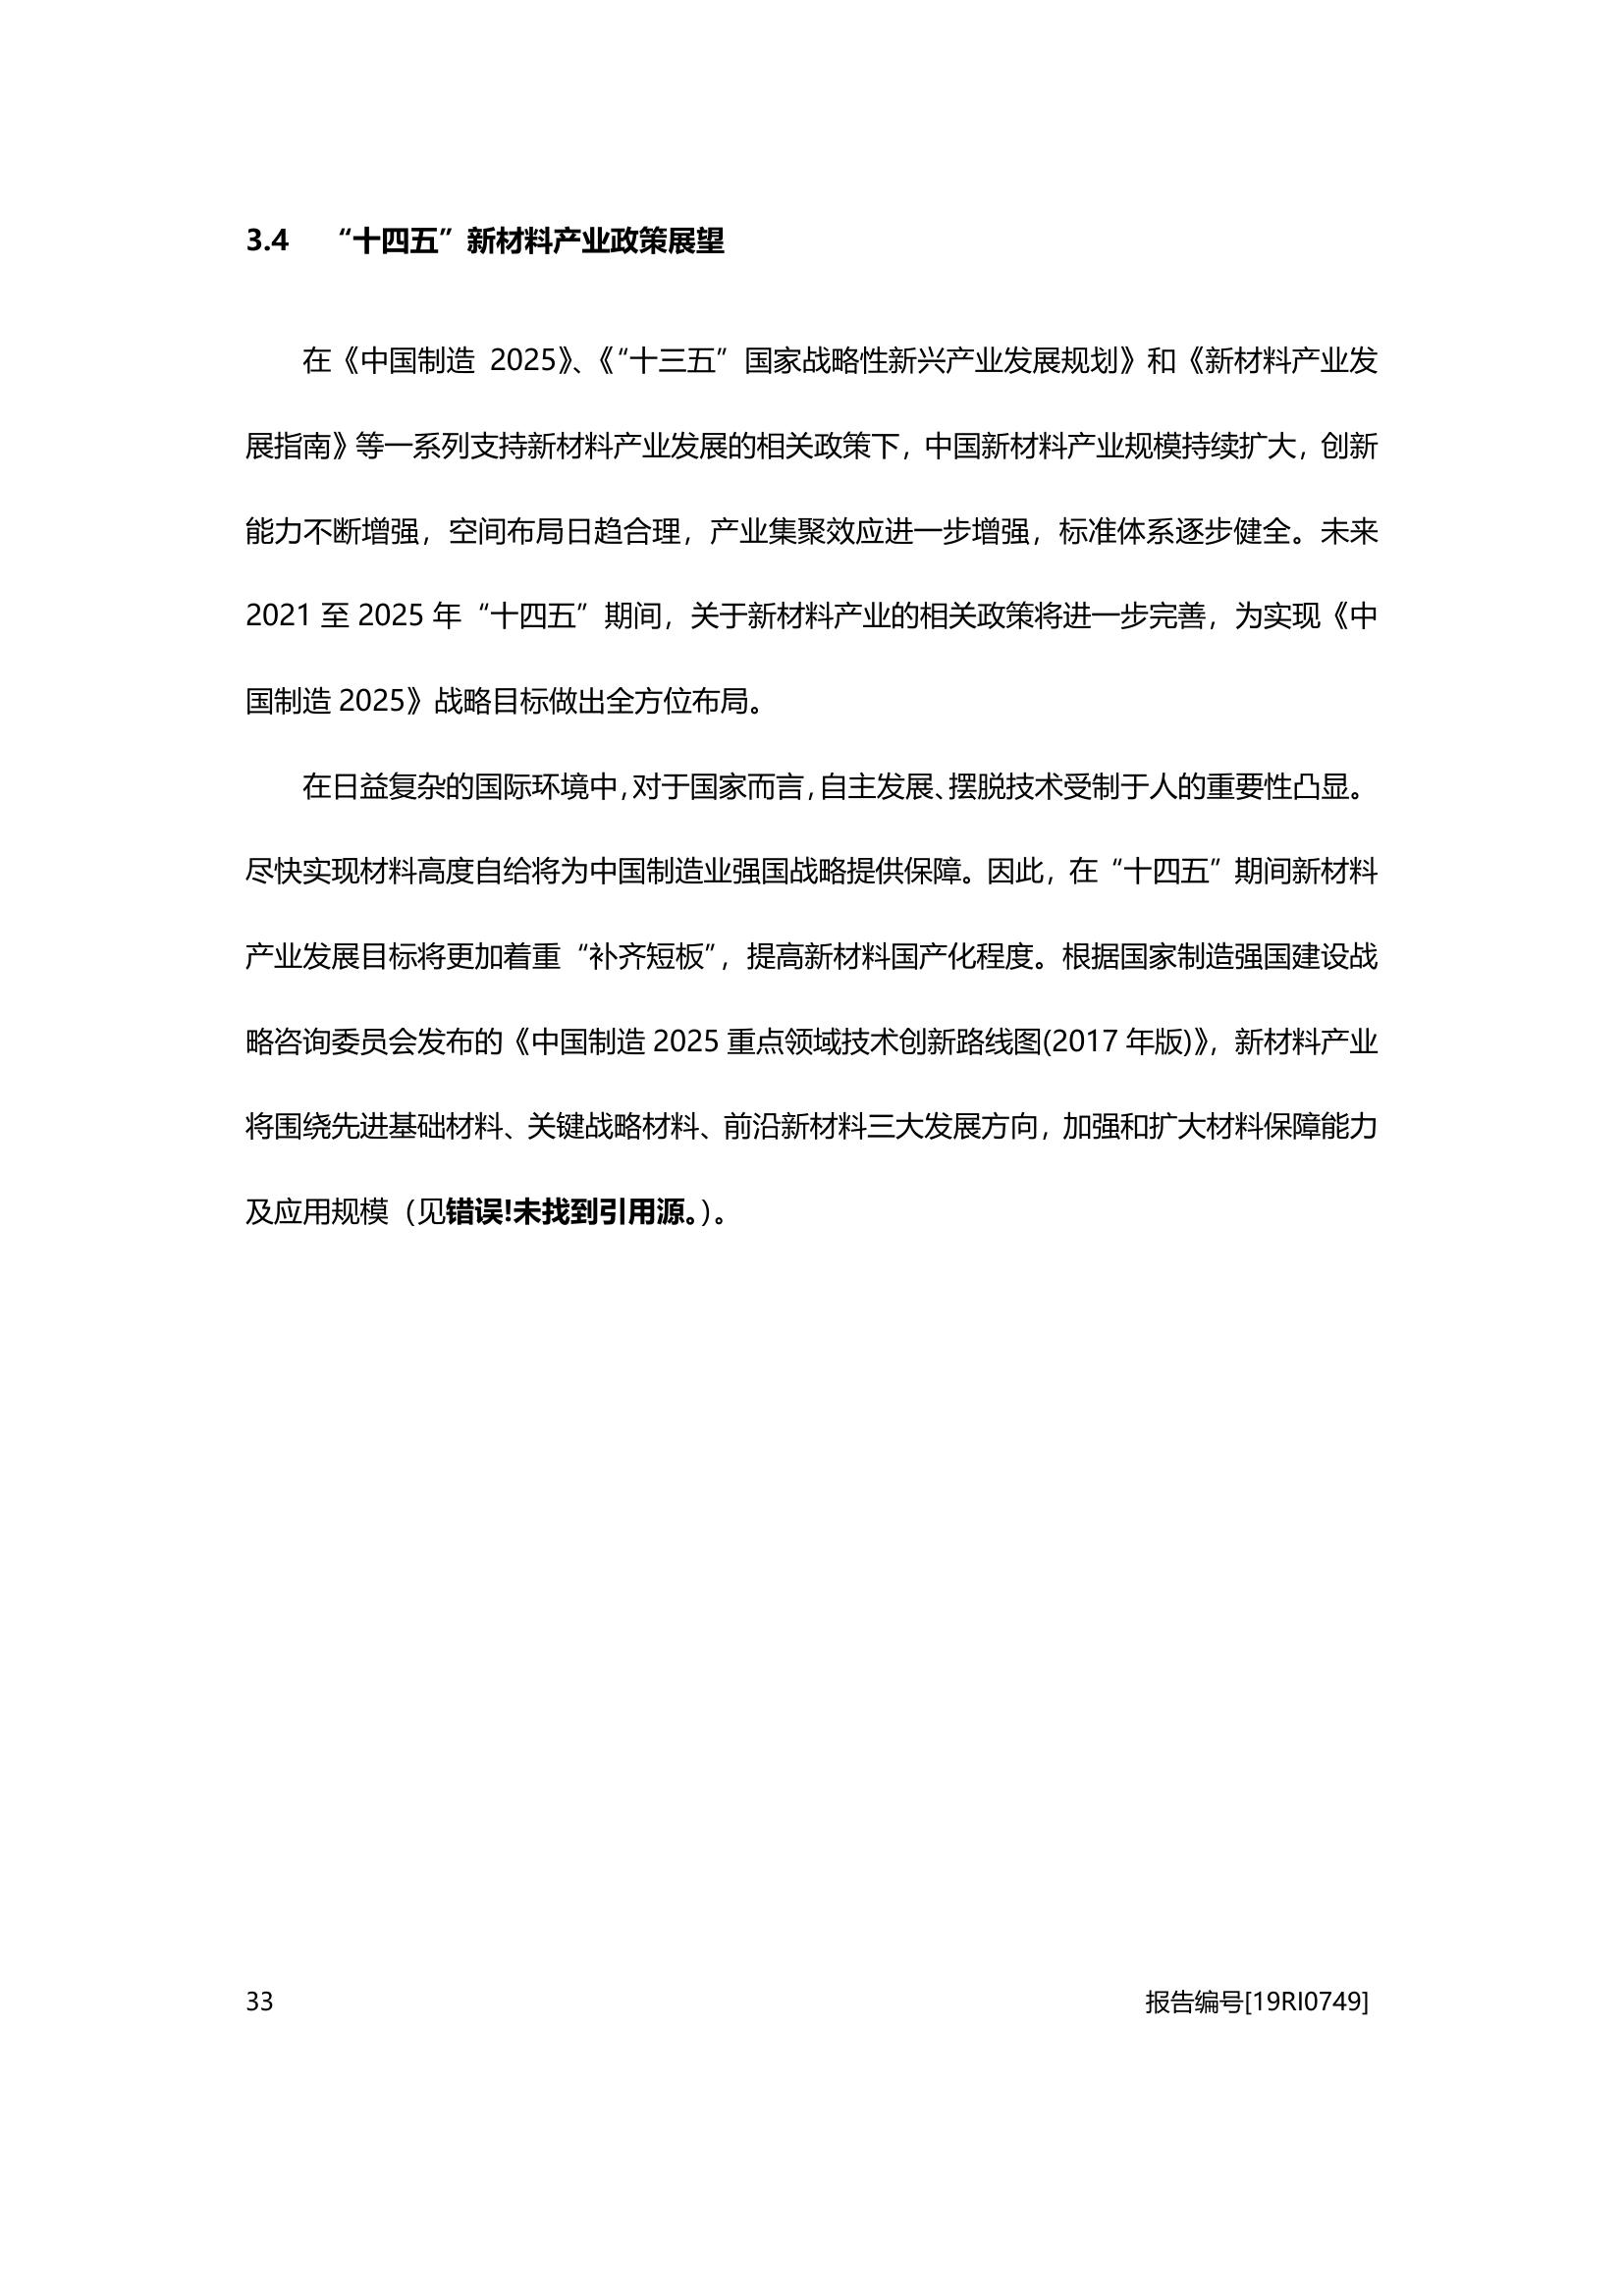 3.4 “十四五”新材料产业政策展望
在《中国制造 2025》、《“十三五”国家战略性新兴产业发展规划》和《新材料产业发
展指南》等一系列支持新材料产业发展的相关政策下，中国新材料产业规模持续扩大，创新
能力不断增强，空间布局日趋合理，产业集聚效应进一步增强，标准体系逐步健全。未来
2021 至 2025 年“十四五”期间，关于新材料产业的相关政策将进一步完善，为实现《中
国制造 2025》战略目标做出全方位布局。
在日益复杂的国际环境中，对于国家而言，自主发展、摆脱技术受制于人的重要性凸显。
尽快实现材料高度自给将为中国制造业强国战略提供保障。因此，在“十四五”期间新材料
产业发展目标将更加着重“补齐短板”，提高新材料国产化程度。根据国家制造强国建设战
略咨询委员会发布的《中国制造 2025 重点领域技术创新路线图(2017 年版)》，新材料产业
将围绕先进基础材料、关键战略材料、前沿新材料三大发展方向，加强和扩大材料保障能力
及应用规模（见错误!未找到引用源。）。
33 报告编号[19RI0749]